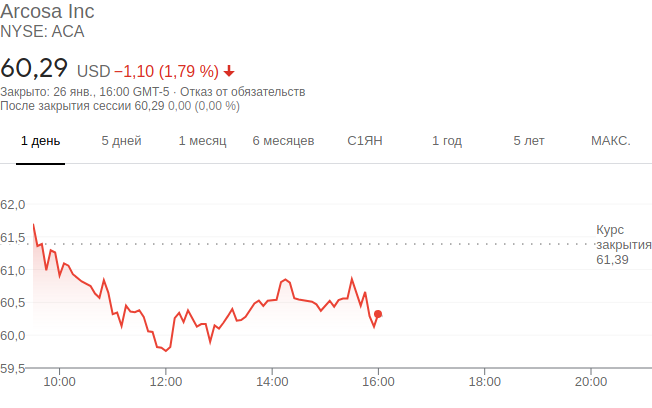 Arcosa Inc
NYSE: ACA
60,29 USD −1,10 (1,79 %)
Закрыто: 26 янв., 16:00 GMT-5 · Отказ от обязательств
После закрытия сессии 60,29 0,00 (0,00 %)
1 день 5 дней 1 месяц 6 месяцев С1ЯН 1 год 5 лет МАКС.
62,0
61,5
61,0
60,5
60,0
59,5
Курс
закрытия
61,39
10:00 12:00 14:00 16:00 18:00 20:00